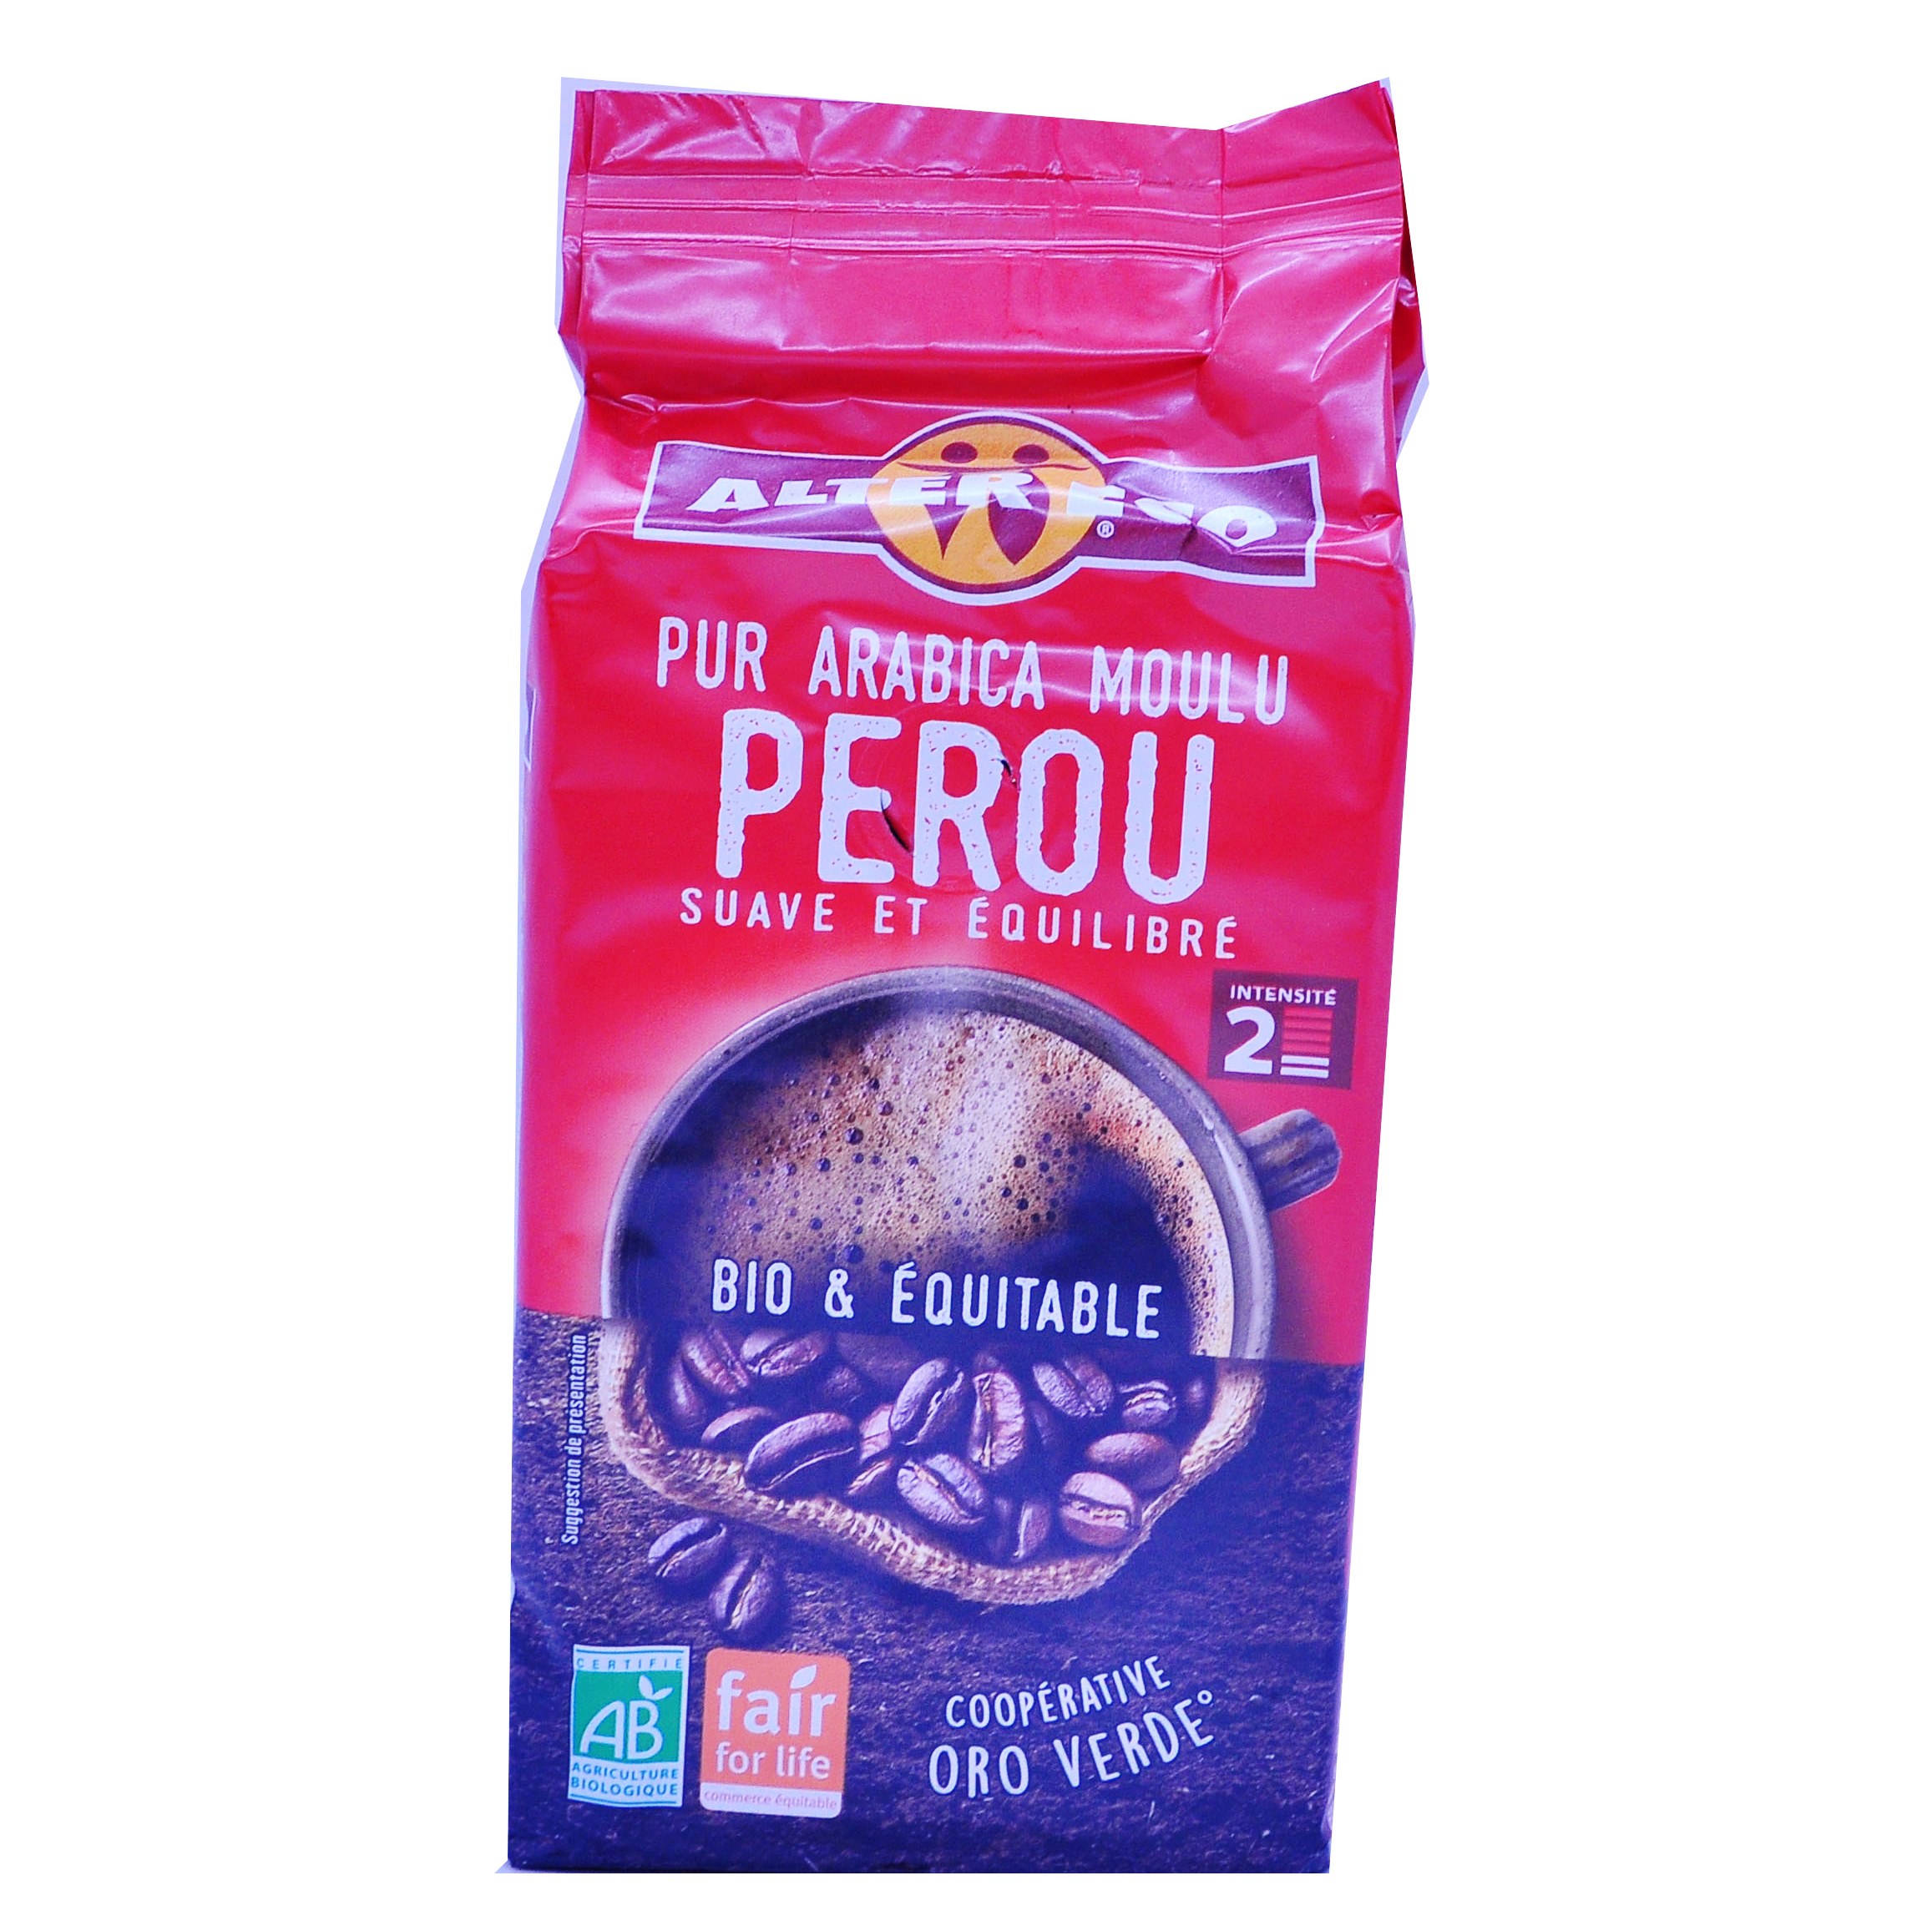 ALTER ECO
®
PUR ARABICA MOULU
PEROU
SUAVE ET ÉQUILIBRÉ
INTENSITÉ
2
BIO & ÉQUITABLE
Suggestion de présentation
CERTIFIÉ
AB
AGRICULTURE
BIOLOGIQUE
fair
for life
commerce équitable
COOPÉRATIVE
ORO VERDE°